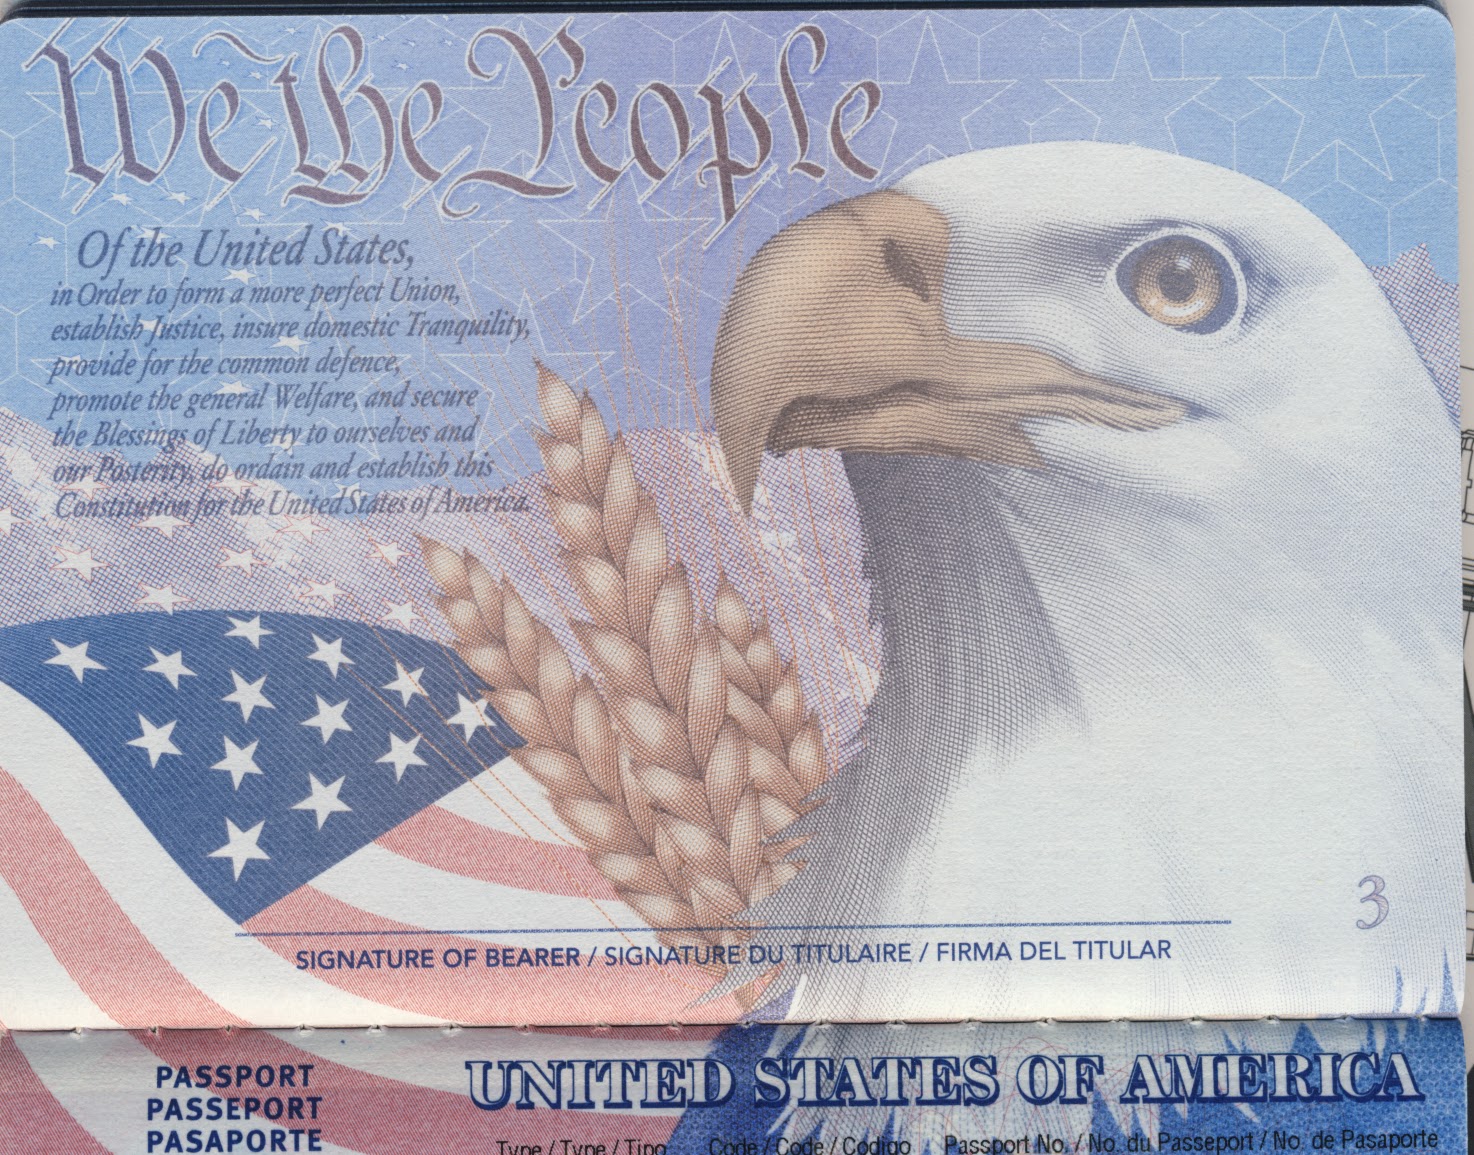 We the People
Of the United States,
in Order to form a more perfect Union,
establish Justice, insure domestic Tranquility,
provide for the common defence,
promote the general Welfare, and secure
the Blessings of Liberty to ourselves and
our Posterity, do ordain and establish this
Constitution for the United States of America.
3
SIGNATURE OF BEARER / SIGNATURE DU TITULAIRE / FIRMA DEL TITULAR
PASSPORT
PASSEPORT
PASAPORTE
UNITED STATES OF AMERICA
Type / Type / Tipo Code / Code / Codigo Passport No. / No. du Passeport / No. de Pasaporte